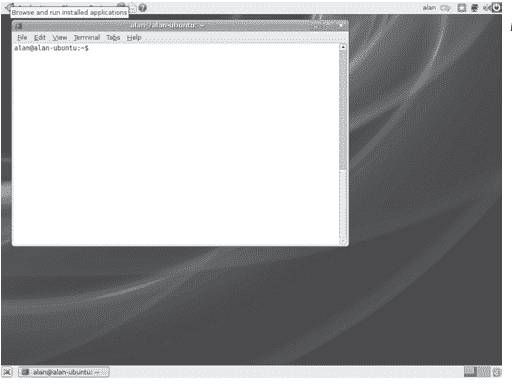 Browse and run installed applications
alan
alan@alan-ubuntu: ~
File Edit View Terminal Tabs Help
alan@alan-ubuntu:~$
alan@alan-ubuntu: ~